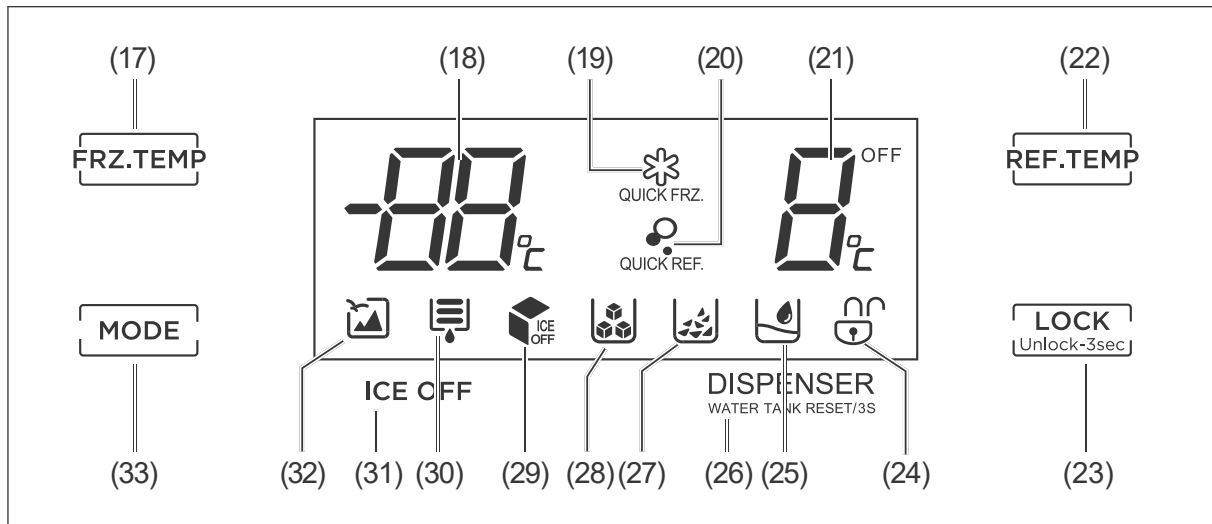 (17) (18) (19) (20) (21) (22)
FRZ.TEMP
-88°C
QUICK FRZ.
QUICK REF.
8°C
OFF
REF.TEMP
MODE
ICE
OFF
LOCK
Unlock-3sec
ICE OFF
DISPENSER
WATER TANK RESET/3S
(33) (32) (31) (30) (29) (28) (27) (26) (25) (24) (23)